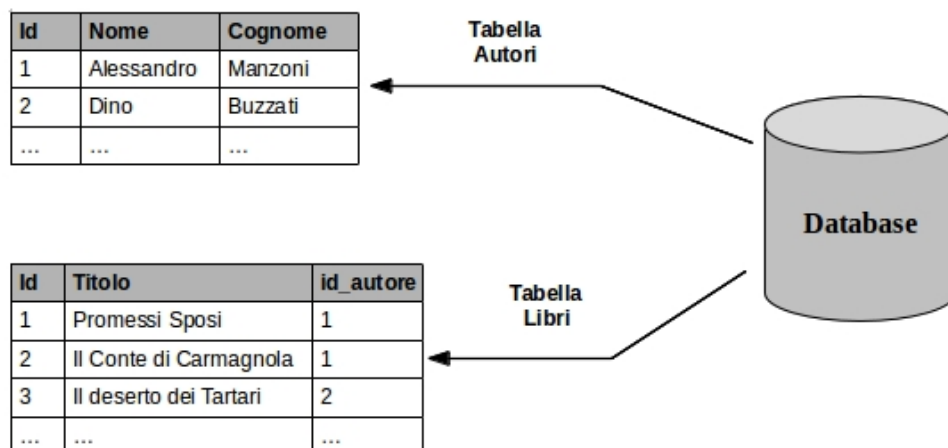 Id Nome Cognome
1 Alessandro Manzoni
2 Dino Buzzati
... ... ...
Tabella
Autori
Database
Id Titolo id_autore
1 Promessi Sposi 1
2 Il Conte di Carmagnola 1
3 Il deserto dei Tartari 2
... ... ...
Tabella
Libri